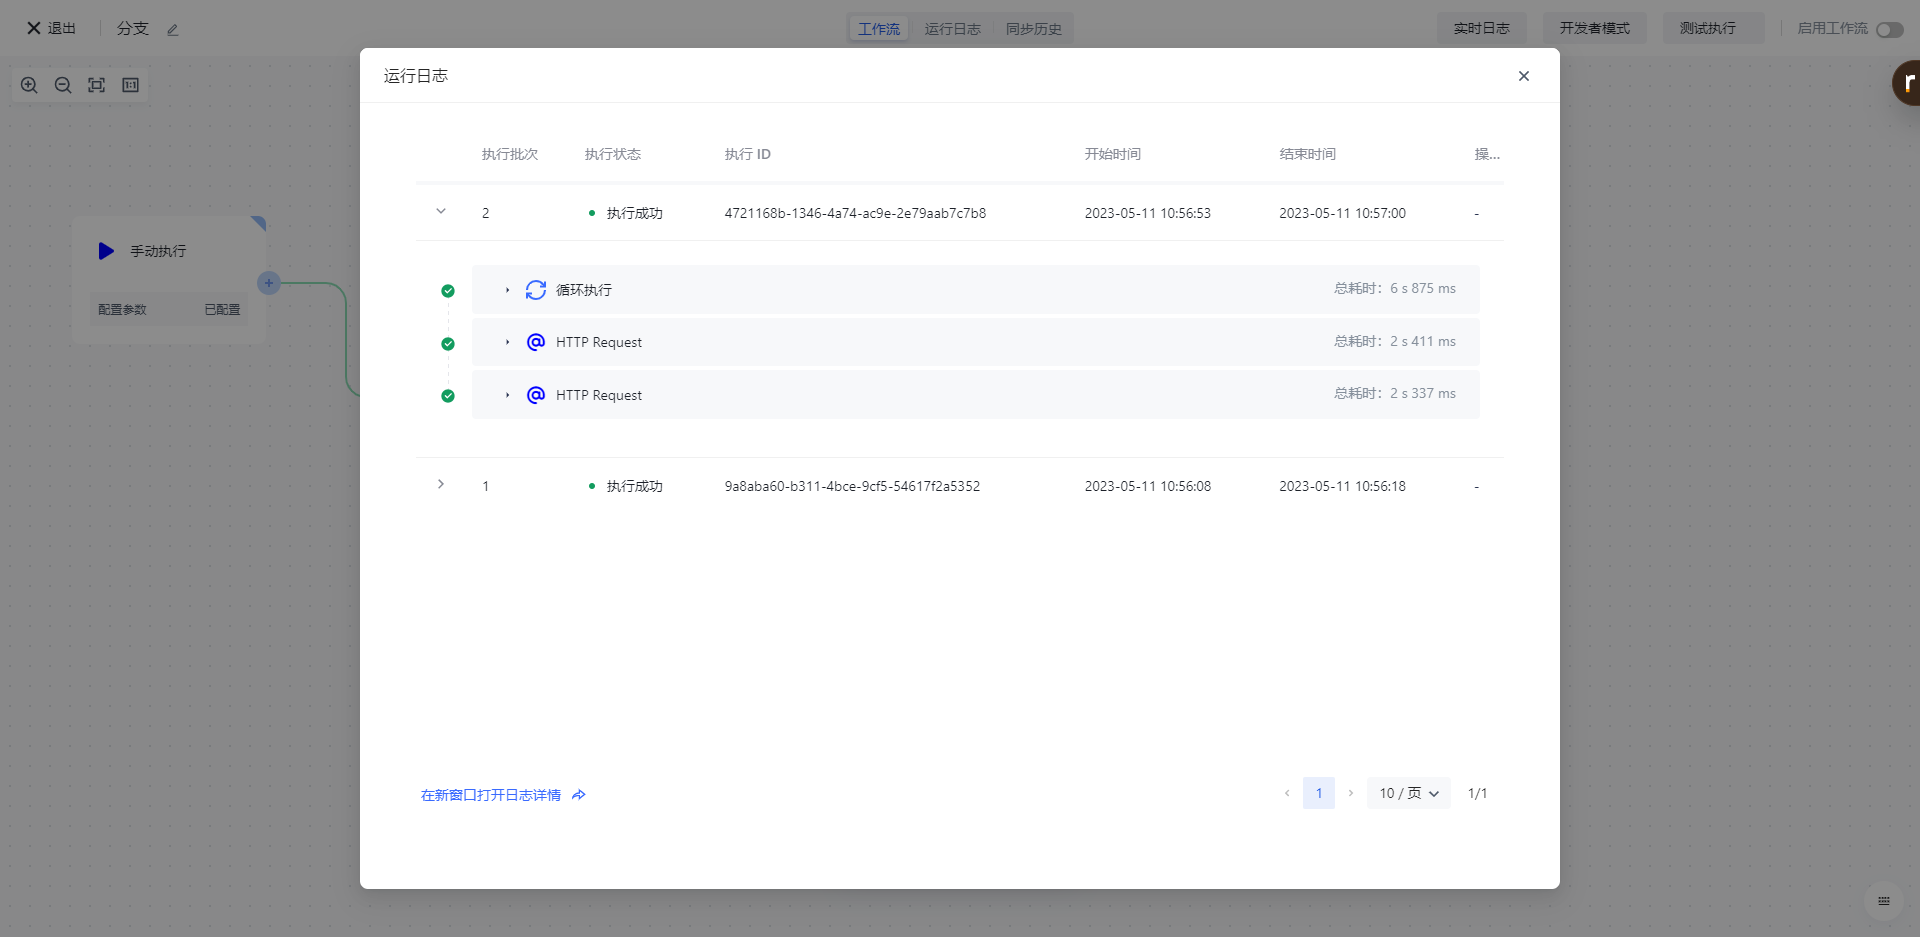 退出
分支
工作流
运行日志
同步历史
实时日志
开发者模式
测试执行
启用工作流
1:1
手动执行
配置参数 已配置
运行日志
执行批次 执行状态 执行 ID 开始时间 结束时间 操...
2 执行成功 4721168b-1346-4a74-ac9e-2e79aab7c7b8 2023-05-11 10:56:53 2023-05-11 10:57:00 -
循环执行 总耗时：6 s 875 ms
HTTP Request 总耗时：2 s 411 ms
HTTP Request 总耗时：2 s 337 ms
1 执行成功 9a8aba60-b311-4bce-9cf5-54617f2a5352 2023-05-11 10:56:08 2023-05-11 10:56:18 -
在新窗口打开日志详情
1
10 / 页
1/1
r